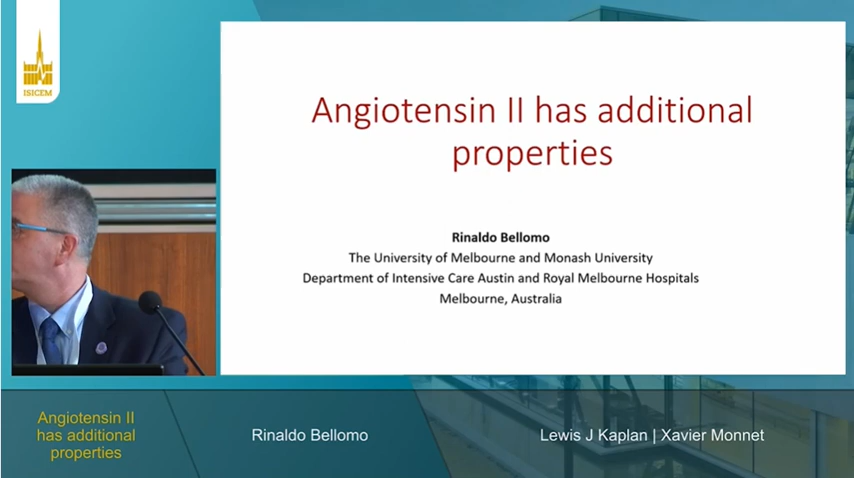 ISICEM
Angiotensin II has additional
properties
Rinaldo Bellomo
The University of Melbourne and Monash University
Department of Intensive Care Austin and Royal Melbourne Hospitals
Melbourne, Australia
Angiotensin II
has additional
properties
Rinaldo Bellomo
Lewis J Kaplan | Xavier Monnet